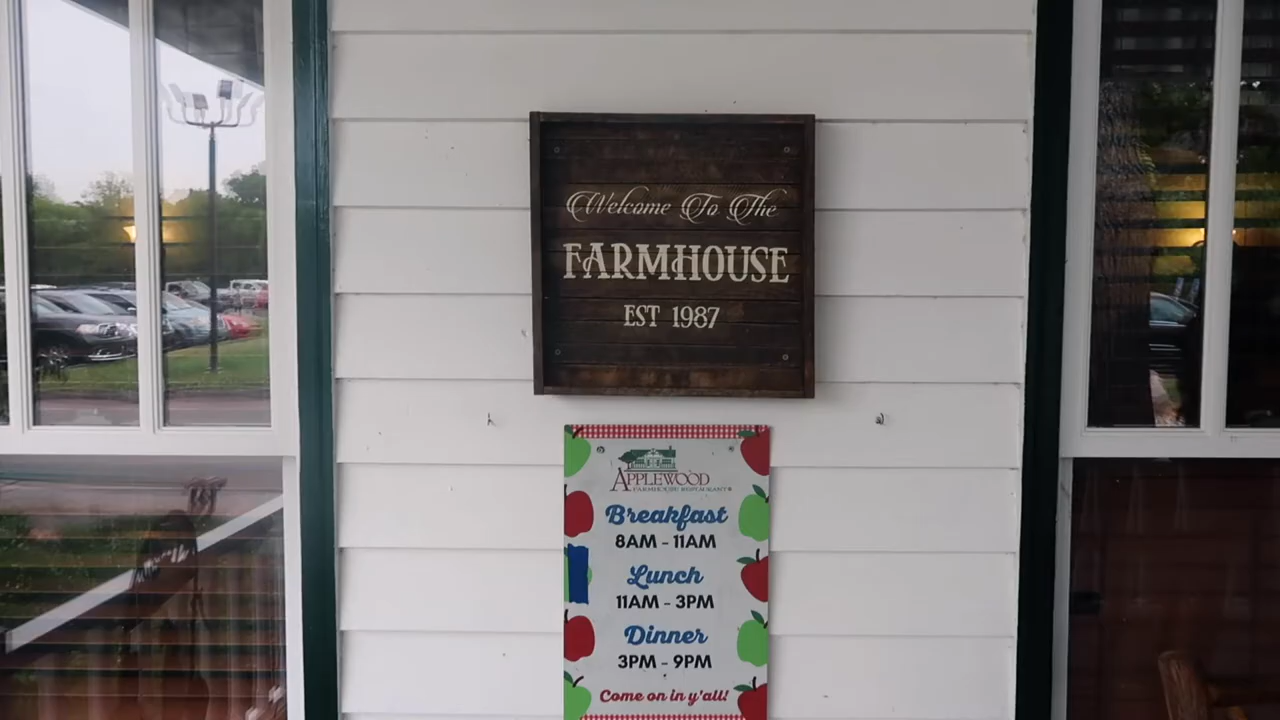 Welcome To The
FARMHOUSE
EST 1987
APPLEWOOD
FARMHOUSE RESTAURANT
Breakfast
8AM - 11AM
Lunch
11AM - 3PM
Dinner
3PM - 9PM
Come on in y'all!